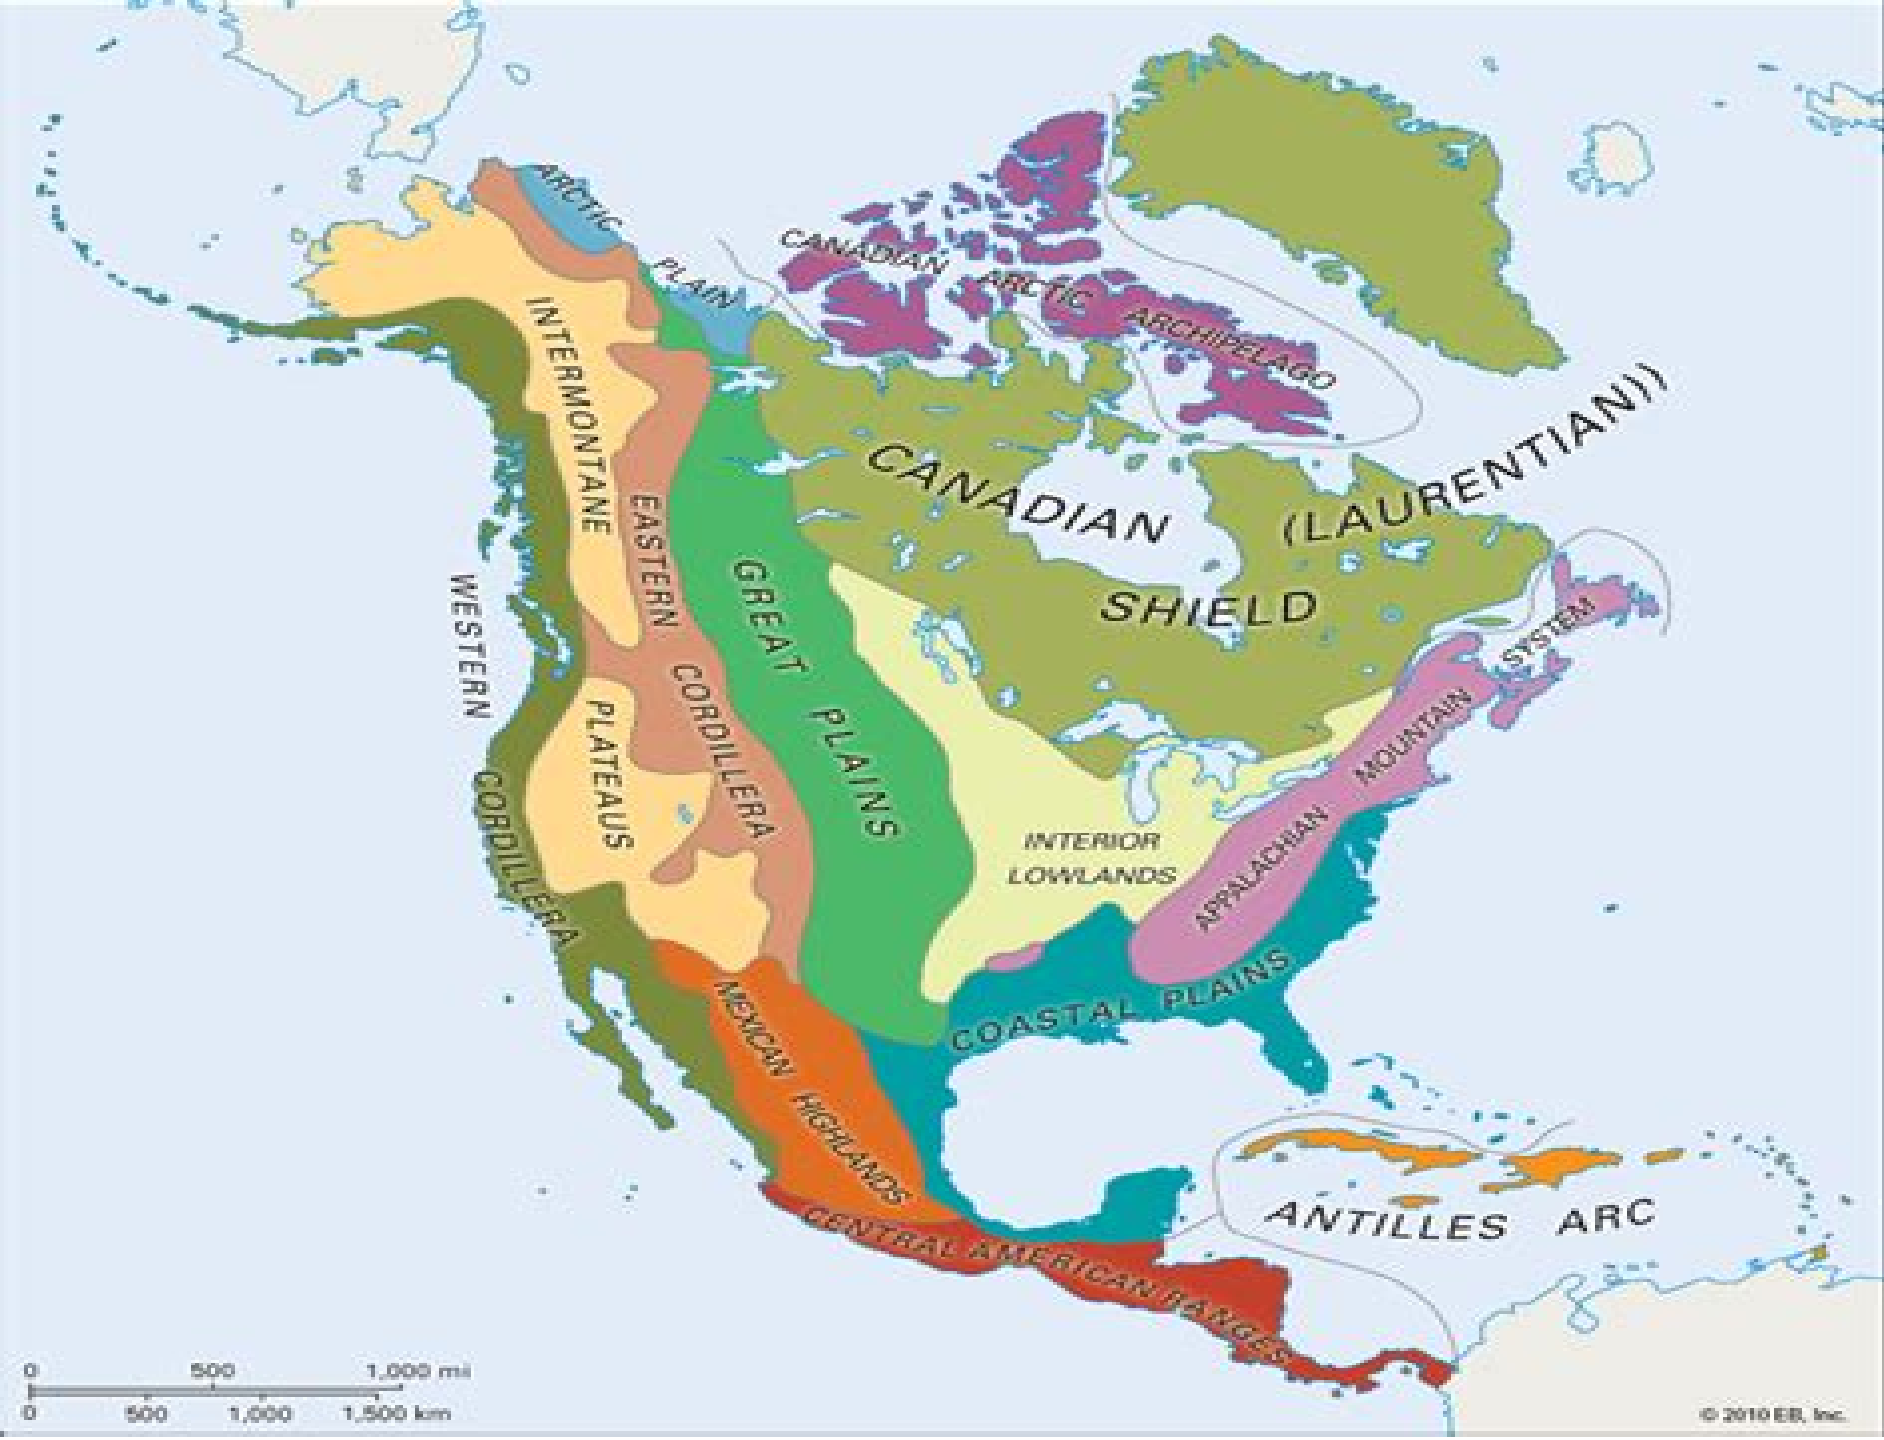 ARCTIC PLAIN
CANADIAN ARCTIC ARCHIPELAGO
INTERMONTANE
PLATEAUS
CANADIAN
(LAURENTIAN))
SHIELD
EASTERN CORDILLERA
GREAT PLAINS
WESTERN CORDILLERA
APPALACHIAN MOUNTAIN SYSTEM
INTERIOR
LOWLANDS
COASTAL PLAINS
MEXICAN HIGHLANDS
CENTRAL AMERICAN RANGES
ANTILLES ARC
0 500 1,000 mi
0 500 1,000 1,500 km
© 2010 EB, Inc.